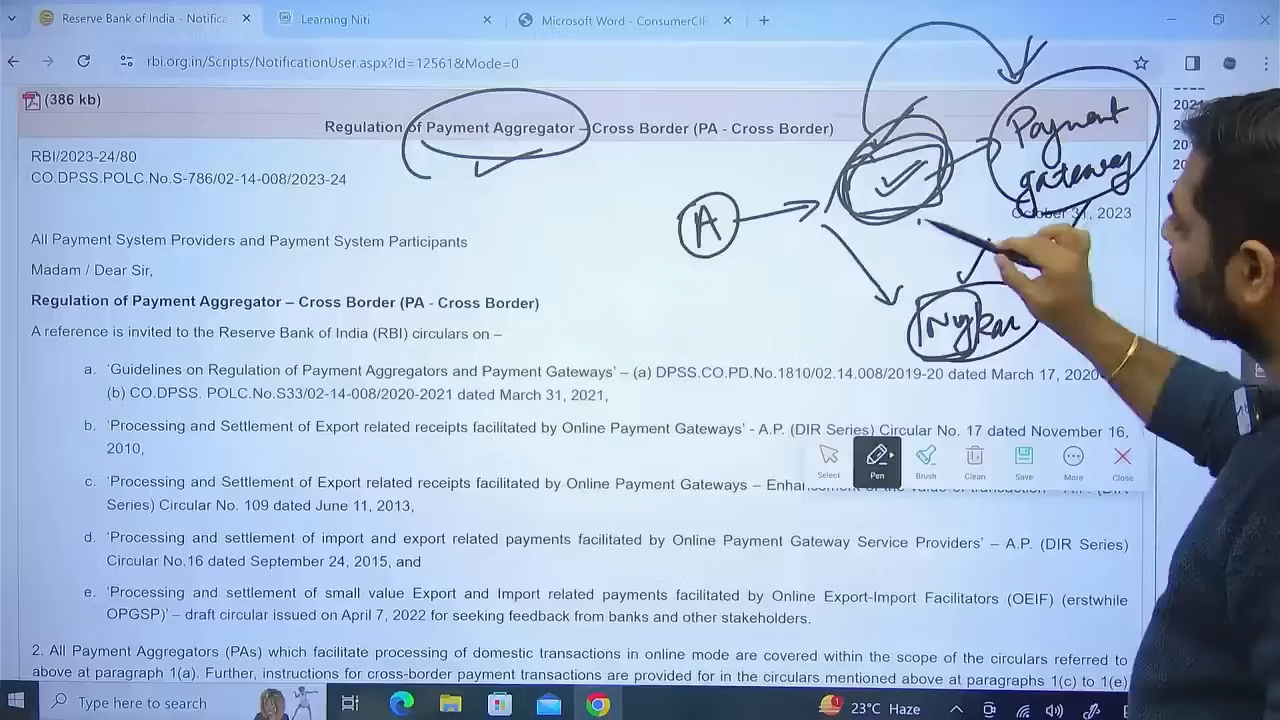 Reserve Bank of India - Notifica
Learning Niti
Microsoft Word - ConsumerCIF
rbi.org.in/Scripts/NotificationUser.aspx?Id=12561&Mode=0
(386 kb)
Regulation of Payment Aggregator – Cross Border (PA - Cross Border)
RBI/2023-24/80
CO.DPSS.POLC.No.S-786/02-14-008/2023-24
October 31, 2023
Payment
gateway
A
Nykaa
All Payment System Providers and Payment System Participants
Madam / Dear Sir,
Regulation of Payment Aggregator – Cross Border (PA - Cross Border)
A reference is invited to the Reserve Bank of India (RBI) circulars on –
a. ‘Guidelines on Regulation of Payment Aggregators and Payment Gateways’ – (a) DPSS.CO.PD.No.1810/02.14.008/2019-20 dated March 17, 2020
(b) CO.DPSS. POLC.No.S33/02-14-008/2020-2021 dated March 31, 2021,
b. ‘Processing and Settlement of Export related receipts facilitated by Online Payment Gateways’ - A.P. (DIR Series) Circular No. 17 dated November 16,
2010,
c. ‘Processing and Settlement of Export related receipts facilitated by Online Payment Gateways –
Series) Circular No. 109 dated June 11, 2013,
d. ‘Processing and settlement of import and export related payments facilitated by Online Payment Gateway Service Providers’ – A.P. (DIR Series)
Circular No.16 dated September 24, 2015, and
e. ‘Processing and settlement of small value Export and Import related payments facilitated by Online Export-Import Facilitators (OEIF) (erstwhile
OPGSP)’ – draft circular issued on April 7, 2022 for seeking feedback from banks and other stakeholders.
2. All Payment Aggregators (PAs) which facilitate processing of domestic transactions in online mode are covered within the scope of the circulars referred to
above at paragraph 1(a). Further, instructions for cross-border payment transactions are provided for in the circulars mentioned above at paragraphs 1(c) to 1(e)
Select Pen Brush Clean Save More Close
Type here to search
23°C Haze